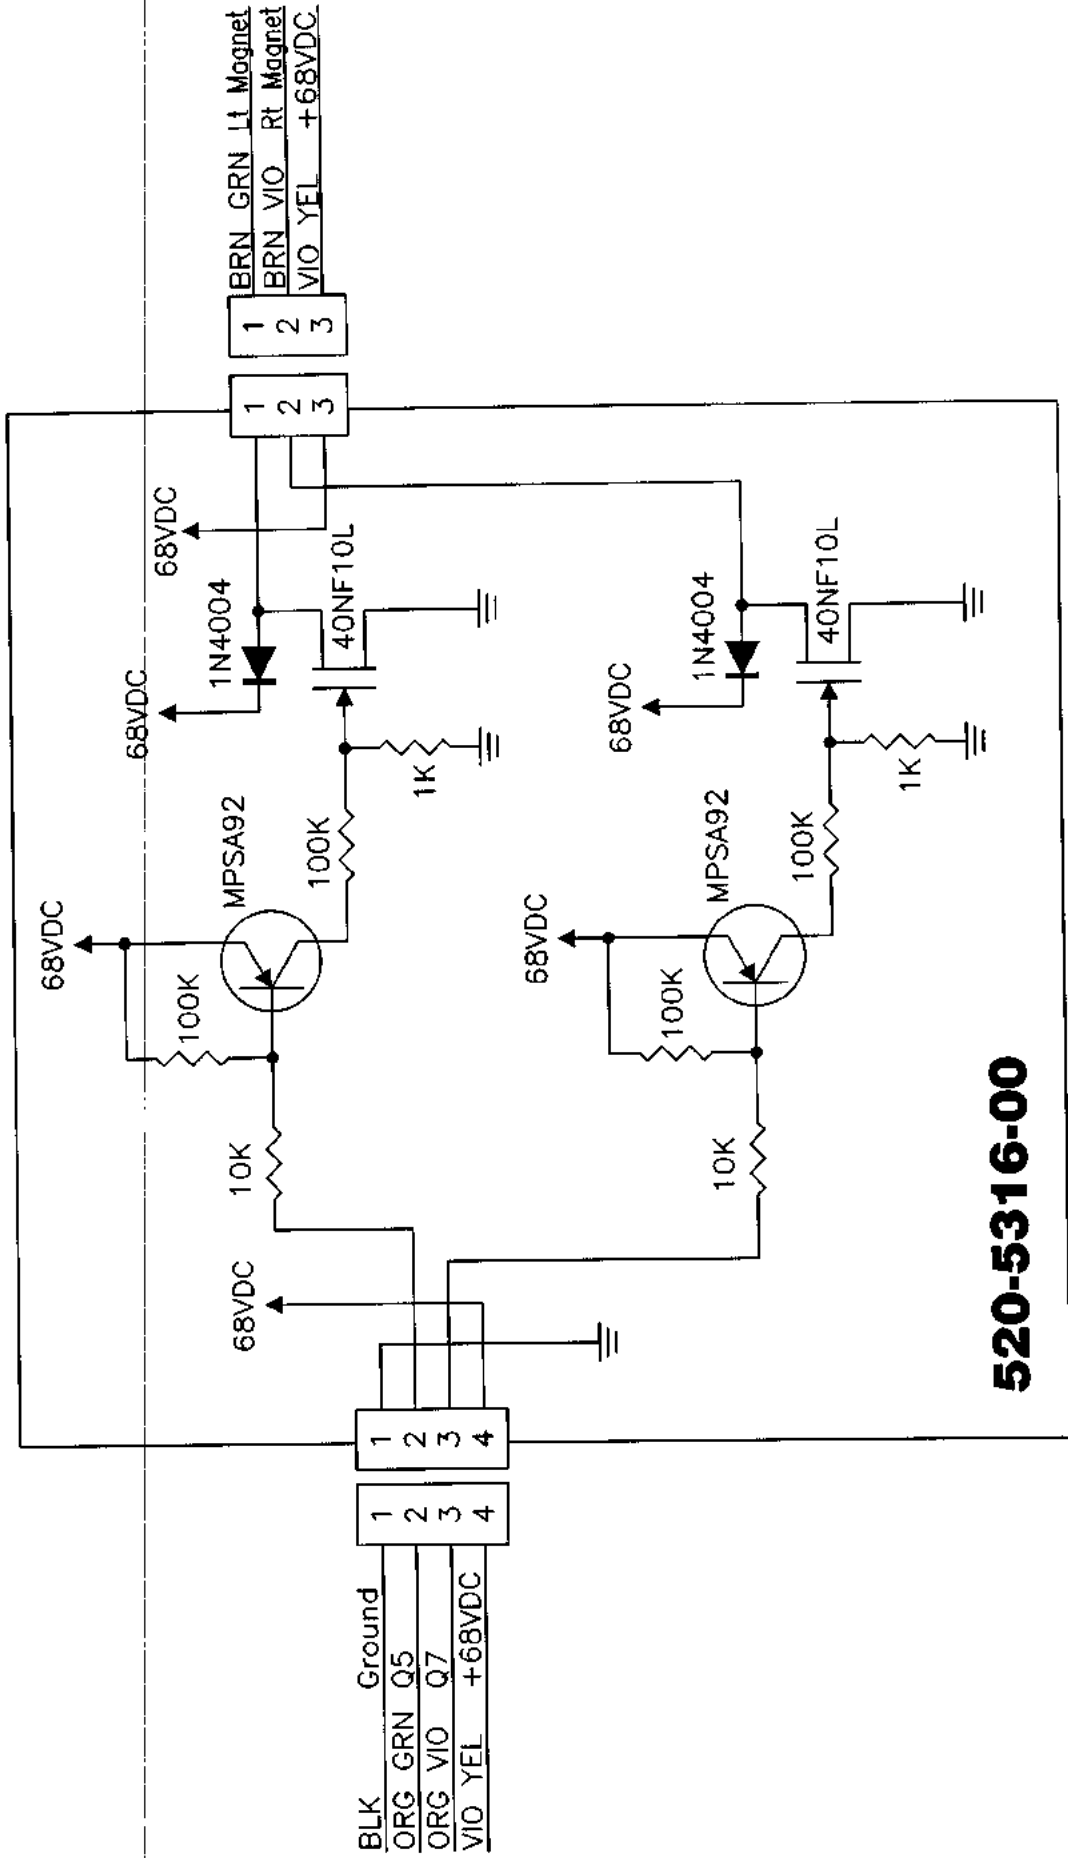 BLK Ground
ORG GRN Q5
ORG VIO Q7
VIO YEL +68VDC
1
2
3
4
1
2
3
4
68VDC
10K
100K
68VDC
MPSA92
100K
1K
68VDC
1N4004
40NF10L
68VDC
10K
100K
68VDC
MPSA92
100K
1K
68VDC
1N4004
40NF10L
1
2
3
1
2
3
BRN GRN Lt Magnet
BRN VIO Rt Magnet
VIO YEL +68VDC
520-5316-00